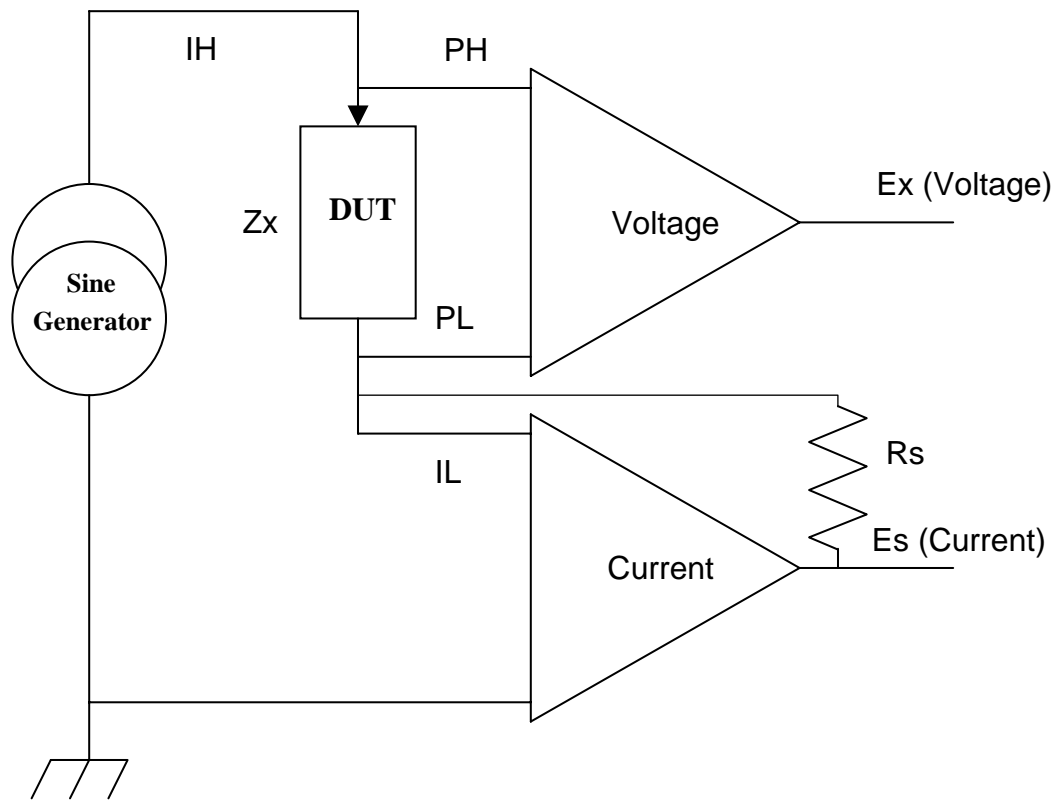 IH
PH
Ex (Voltage)
Zx
DUT
Voltage
Sine
Generator
PL
Rs
IL
Es (Current)
Current